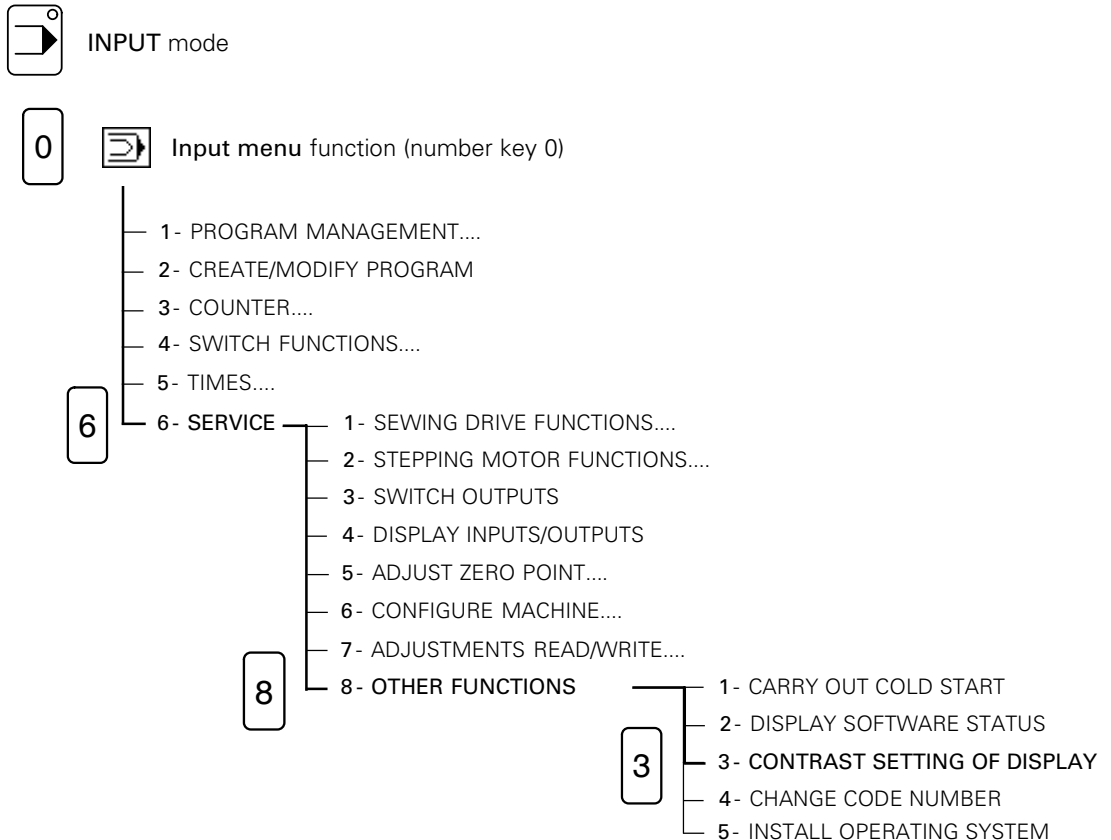 INPUT mode
0
Input menu function (number key 0)
1- PROGRAM MANAGEMENT....
2- CREATE/MODIFY PROGRAM
3- COUNTER....
4- SWITCH FUNCTIONS....
5- TIMES....
6
6- SERVICE
1- SEWING DRIVE FUNCTIONS....
2- STEPPING MOTOR FUNCTIONS....
3- SWITCH OUTPUTS
4- DISPLAY INPUTS/OUTPUTS
5- ADJUST ZERO POINT....
6- CONFIGURE MACHINE....
7- ADJUSTMENTS READ/WRITE....
8
8- OTHER FUNCTIONS
1- CARRY OUT COLD START
2- DISPLAY SOFTWARE STATUS
3
3- CONTRAST SETTING OF DISPLAY
4- CHANGE CODE NUMBER
5- INSTALL OPERATING SYSTEM